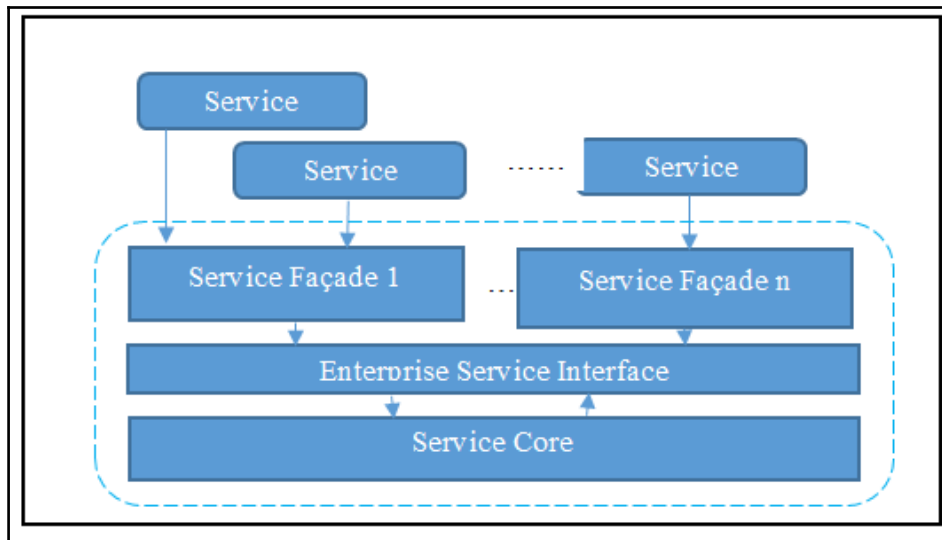 Service
Service
......
Service
Service Façade 1
...
Service Façade n
Enterprise Service Interface
Service Core